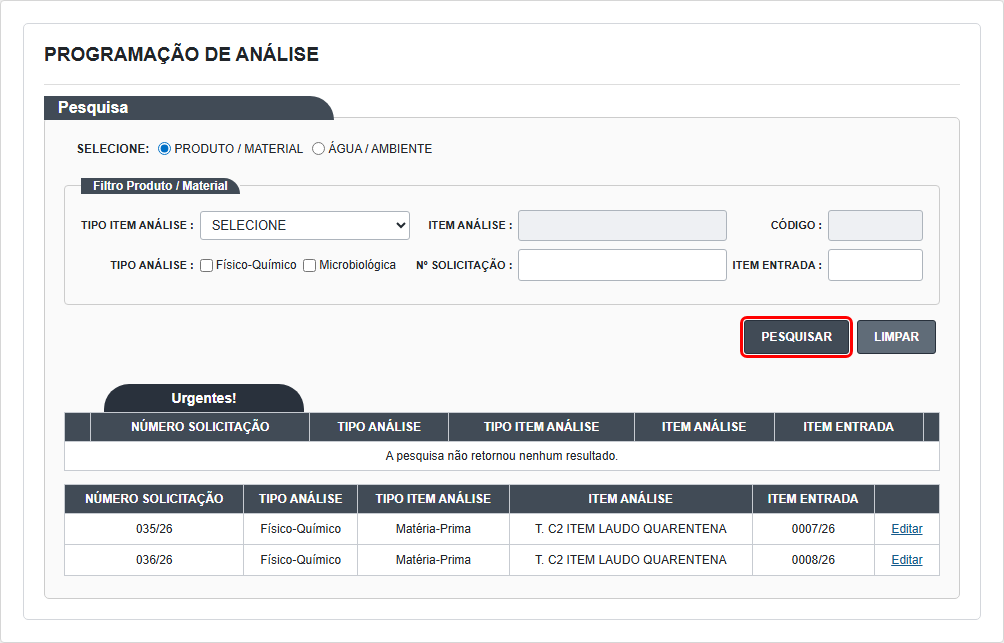 PROGRAMAÇÃO DE ANÁLISE
Pesquisa
SELECIONE: PRODUTO / MATERIAL ÁGUA / AMBIENTE
Filtro Produto / Material
TIPO ITEM ANÁLISE : SELECIONE ITEM ANÁLISE : CÓDIGO :
TIPO ANÁLISE : Físico-Químico Microbiológica Nº SOLICITAÇÃO : ITEM ENTRADA :
PESQUISAR LIMPAR
Urgentes!
NÚMERO SOLICITAÇÃO TIPO ANÁLISE TIPO ITEM ANÁLISE ITEM ANÁLISE ITEM ENTRADA
A pesquisa não retornou nenhum resultado.
NÚMERO SOLICITAÇÃO TIPO ANÁLISE TIPO ITEM ANÁLISE ITEM ANÁLISE ITEM ENTRADA
035/26 Físico-Químico Matéria-Prima T. C2 ITEM LAUDO QUARENTENA 0007/26 Editar
036/26 Físico-Químico Matéria-Prima T. C2 ITEM LAUDO QUARENTENA 0008/26 Editar